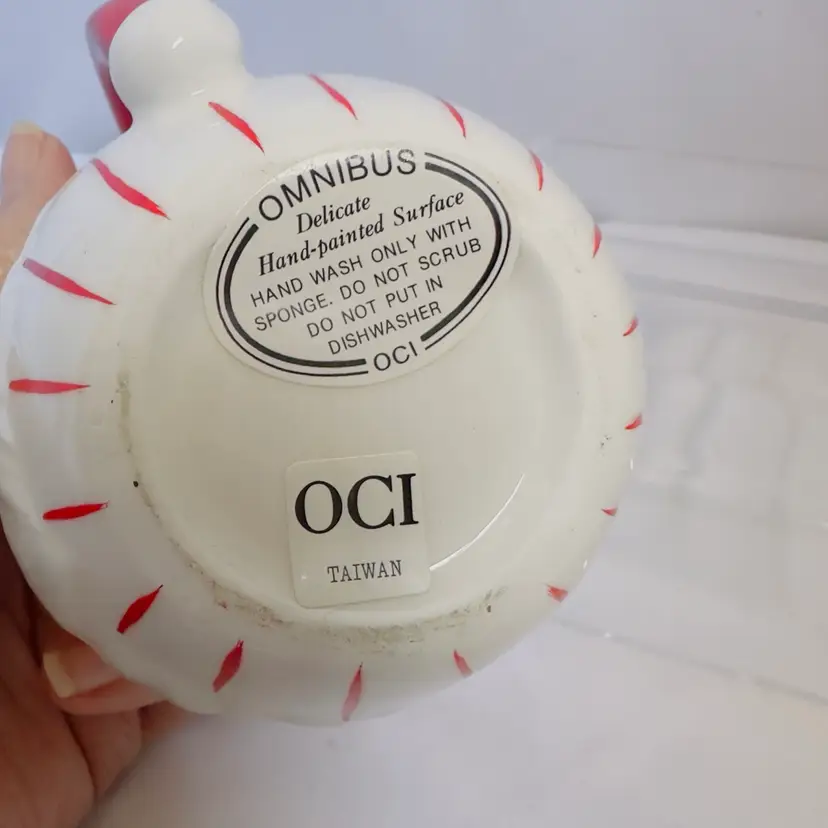 OMNIBUS
Delicate
Hand-painted Surface
HAND WASH ONLY WITH
SPONGE. DO NOT SCRUB
DO NOT PUT IN
DISHWASHER
OCI
OCI
TAIWAN